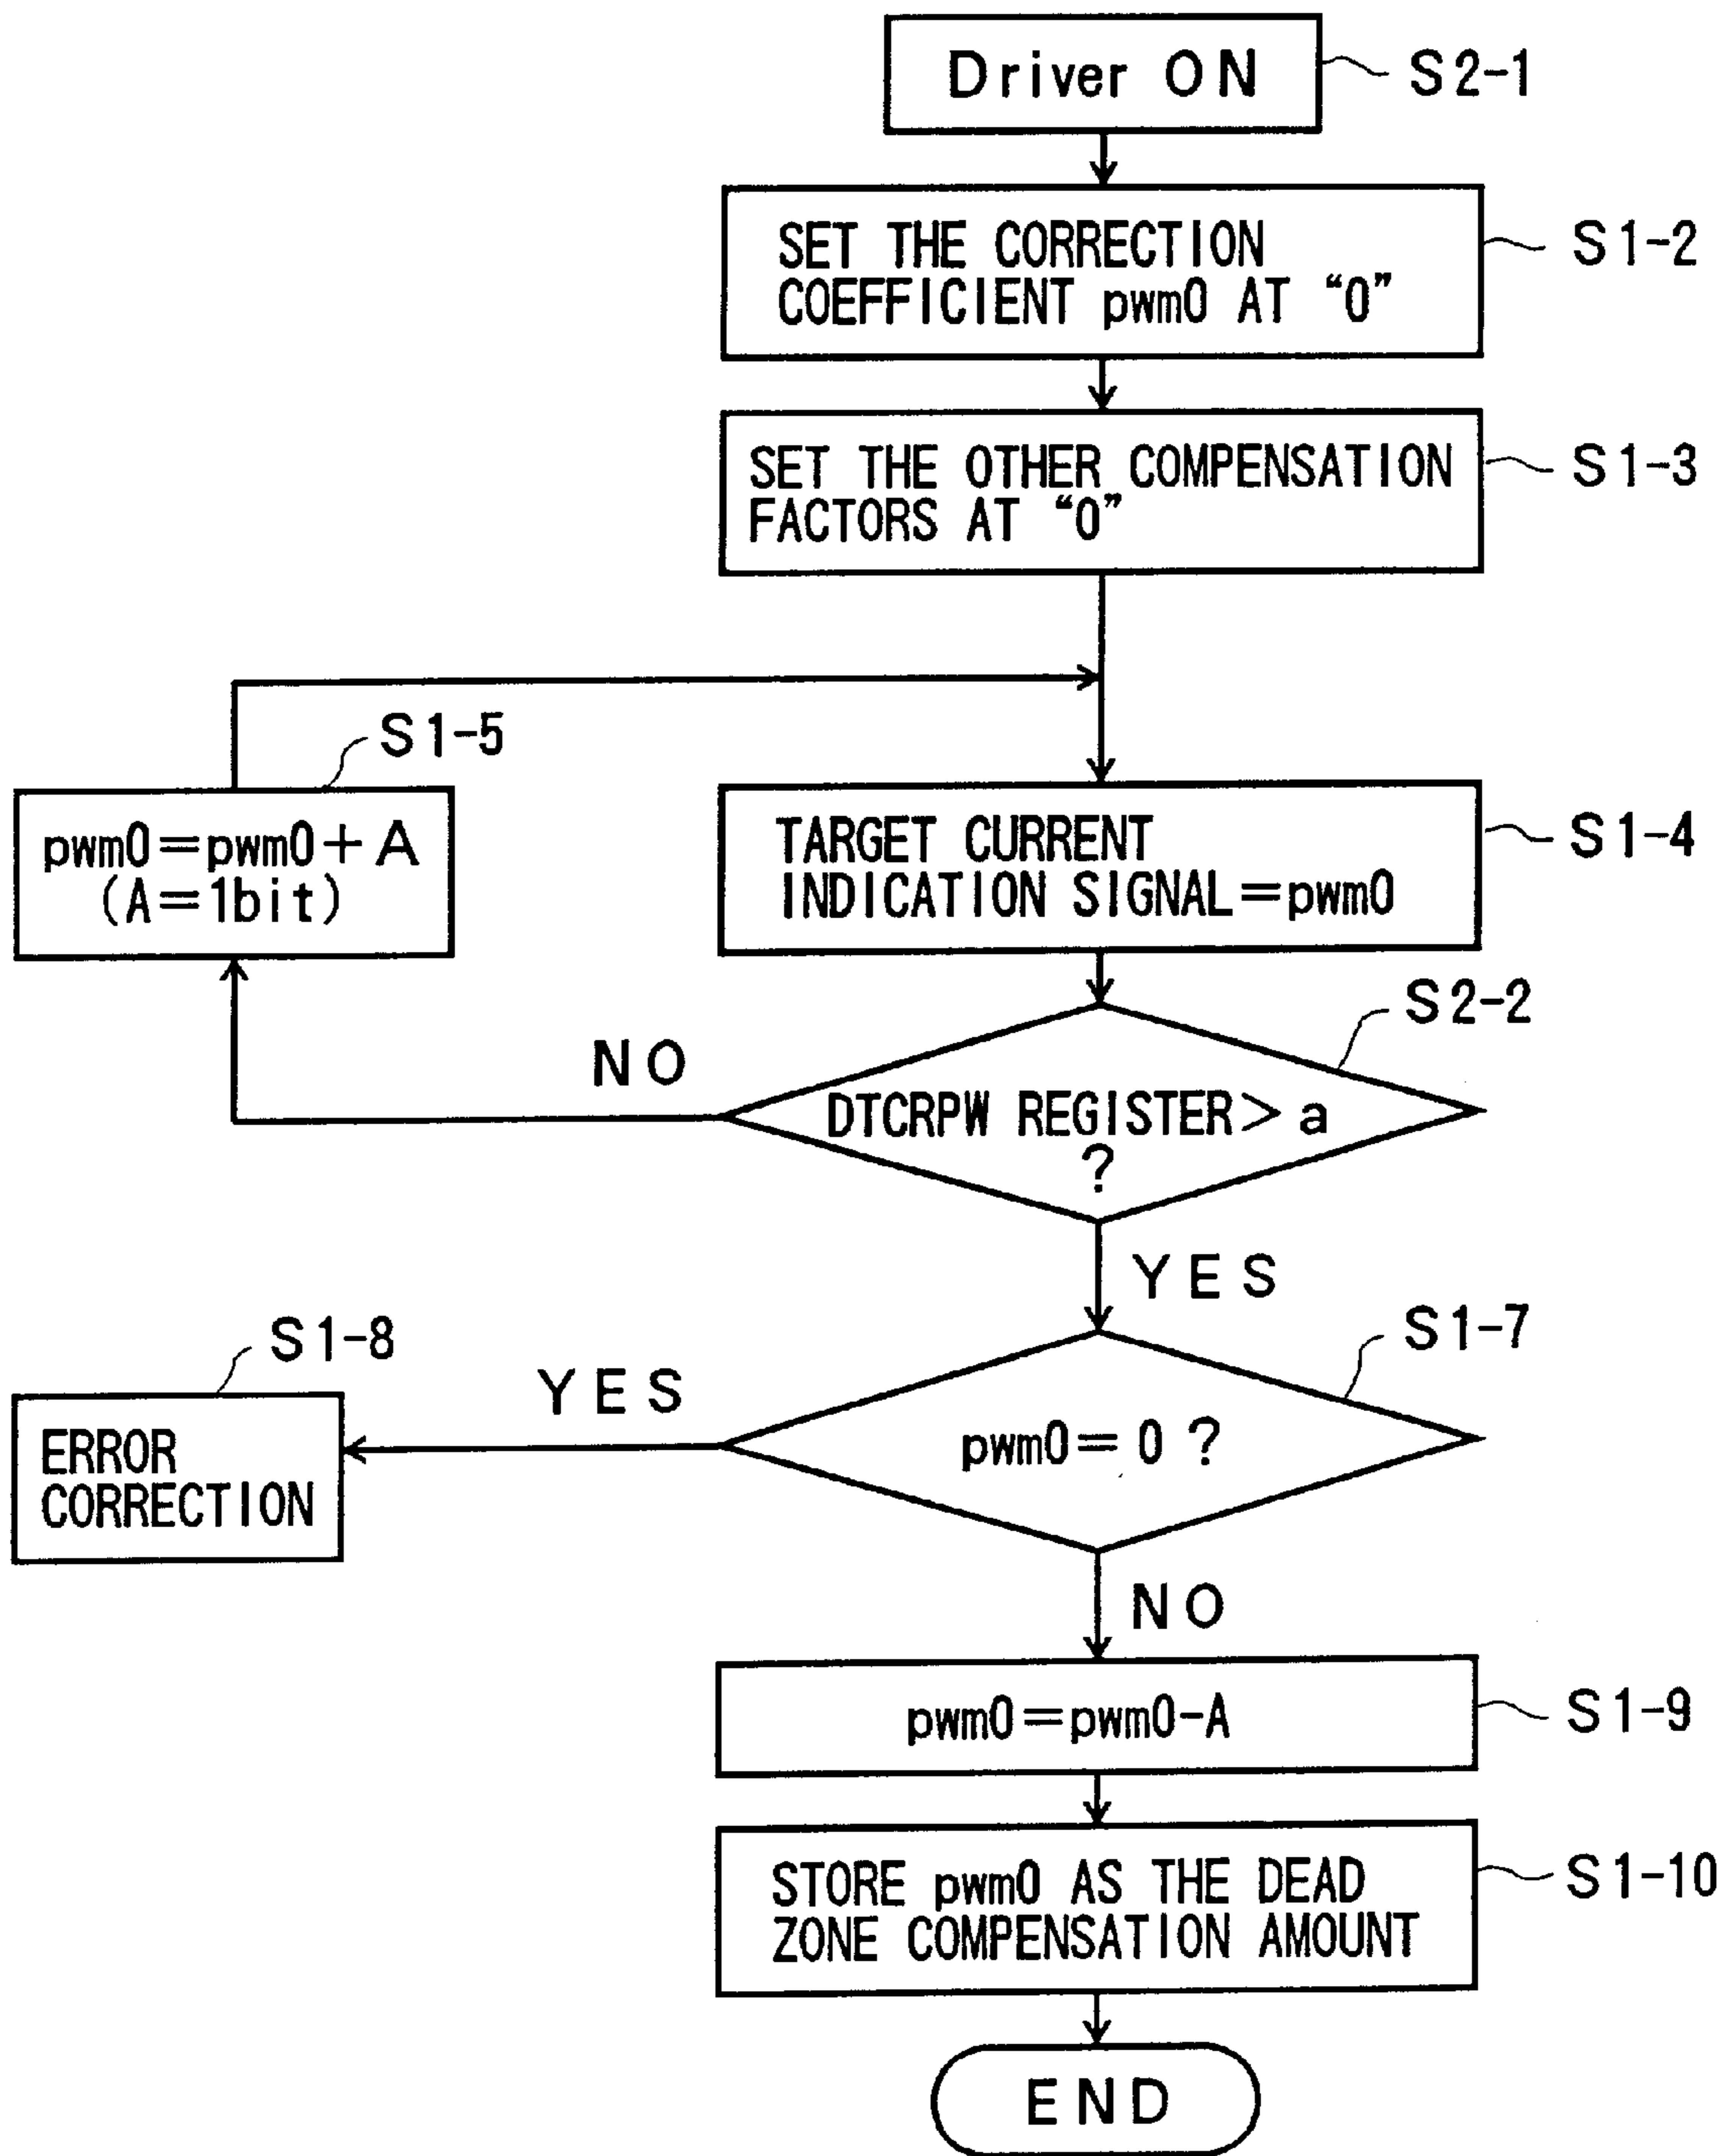 Driver ON
S2-1
SET THE CORRECTION
COEFFICIENT pwm0 AT “0”
S1-2
SET THE OTHER COMPENSATION
FACTORS AT “0”
S1-3
S1-5
pwm0=pwm0+A
(A=1bit)
TARGET CURRENT
INDICATION SIGNAL=pwm0
S1-4
S2-2
NO
DTCRPW REGISTER> a
?
YES
S1-7
S1-8
YES
pwm0= 0 ?
ERROR
CORRECTION
NO
pwm0=pwm0-A
S1-9
STORE pwm0 AS THE DEAD
ZONE COMPENSATION AMOUNT
S1-10
END